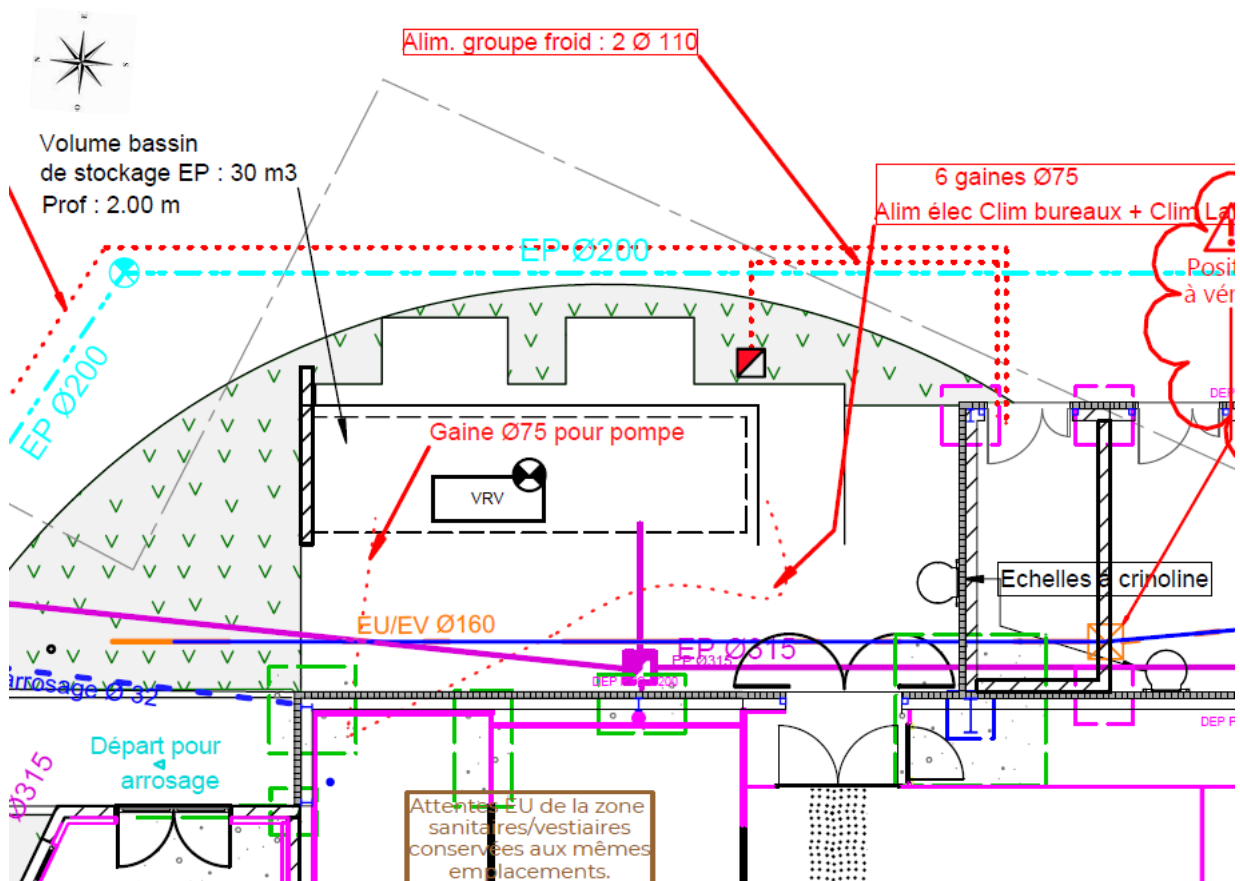 E
N
S
O
Alim. groupe froid : 2 Ø 110
Volume bassin
de stockage EP : 30 m3
Prof : 2.00 m
6 gaines Ø75
Alim élec Clim bureaux + Clim La
Posit
à vér
EP Ø200
EP Ø200
DEP
Gaine Ø75 pour pompe
VRV
Echelles à crinoline
EU/EV Ø160
EP Ø315
EP Ø315
DEP
arrosage Ø 32
DEP P
Départ pour
arrosage
Ø315
Attentes EU de la zone
sanitaires/vestiaires
conservées aux mêmes
emplacements.